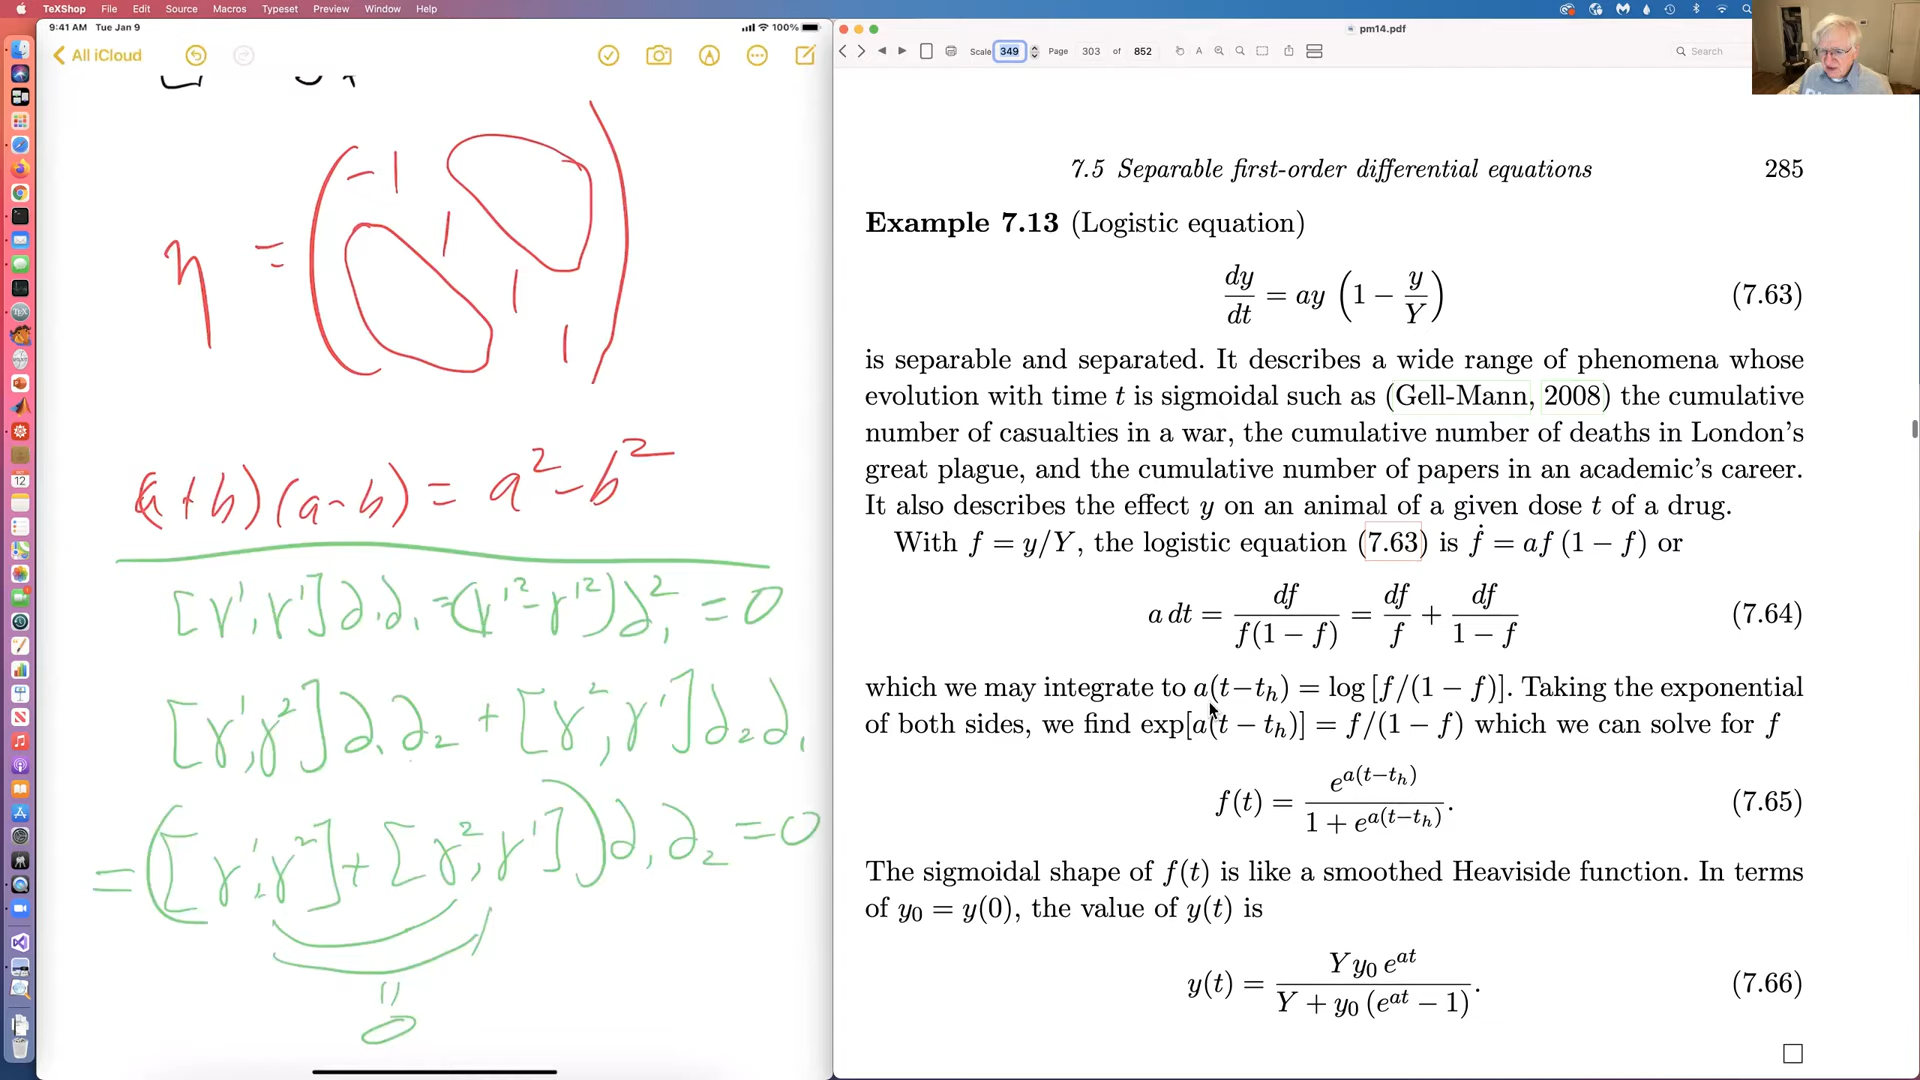 TeXShop File Edit Source Macros Typeset Preview Window Help
9:41 AM Tue Jan 9 100%
All iCloud
η = (-1 1 1 1)
(a+b)(a-b) = a² - b²
[γ¹,γ¹]∂₁∂₁ = (γ¹² - γ¹²)∂₁² = 0
[γ¹,γ²]∂₁∂₂ + [γ²,γ¹]∂₂∂₁
= ([γ¹,γ²] + [γ²,γ¹])∂₁∂₂ = 0
||
0
pm14.pdf
Scale 349 Page 303 of 852 Search
7.5 Separable first-order differential equations 285
Example 7.13 (Logistic equation)
dy/dt = ay (1 − y/Y) (7.63)
is separable and separated. It describes a wide range of phenomena whose
evolution with time t is sigmoidal such as (Gell-Mann, 2008) the cumulative
number of casualties in a war, the cumulative number of deaths in London's
great plague, and the cumulative number of papers in an academic's career.
It also describes the effect y on an animal of a given dose t of a drug.
With f = y/Y, the logistic equation (7.63) is ḟ = af (1 − f) or
a dt = df/f(1 − f) = df/f + df/1 − f (7.64)
which we may integrate to a(t−t_h) = log [f/(1 − f)]. Taking the exponential
of both sides, we find exp[a(t − t_h)] = f/(1 − f) which we can solve for f
f(t) = e^{a(t−t_h)}/1 + e^{a(t−t_h)}. (7.65)
The sigmoidal shape of f(t) is like a smoothed Heaviside function. In terms
of y₀ = y(0), the value of y(t) is
y(t) = Y y₀ e^{at}/Y + y₀ (e^{at} − 1). (7.66)